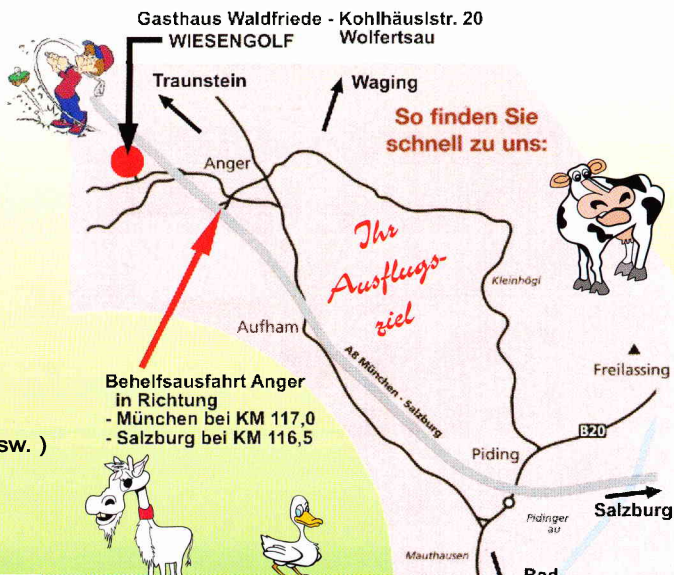 Gasthaus Waldfriede - Kohlhäuslstr. 20
WIESENGOLF Wolfertsau
Traunstein
Waging
So finden Sie
schnell zu uns:
Anger
Ihr
Ausflugs-
ziel
Kleinhögl
Aufham
A8 München - Salzburg
Freilassing
Behelfsausfahrt Anger
in Richtung
- München bei KM 117,0
- Salzburg bei KM 116,5
sw. )
B20
Piding
Salzburg
Pidinger
au
Mauthausen
Bad